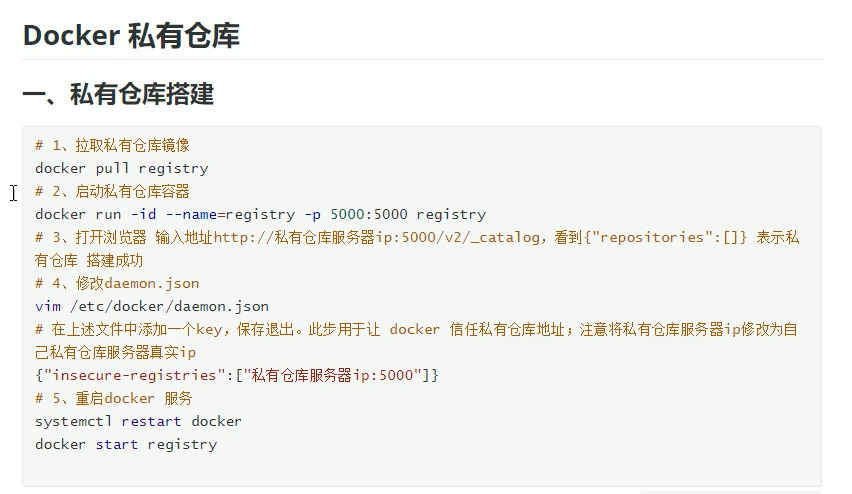 Docker 私有仓库
一、私有仓库搭建
# 1、拉取私有仓库镜像
docker pull registry
# 2、启动私有仓库容器
docker run -id --name=registry -p 5000:5000 registry
# 3、打开浏览器 输入地址http://私有仓库服务器ip:5000/v2/_catalog，看到{"repositories":[]} 表示私
有仓库 搭建成功
# 4、修改daemon.json
vim /etc/docker/daemon.json
# 在上述文件中添加一个key，保存退出。此步用于让 docker 信任私有仓库地址；注意将私有仓库服务器ip修改为自
己私有仓库服务器真实ip
{"insecure-registries":["私有仓库服务器ip:5000"]}
# 5、重启docker 服务
systemctl restart docker
docker start registry